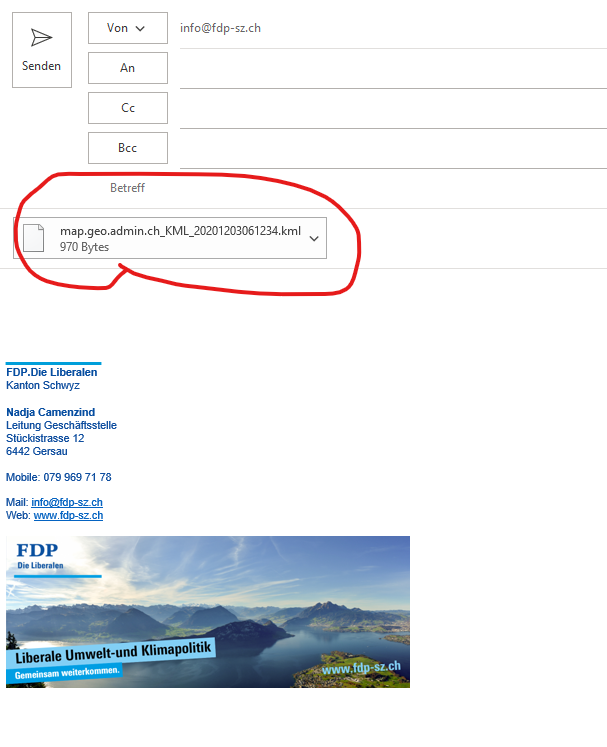 Senden
Von
info@fdp-sz.ch
An
Cc
Bcc
Betreff
map.geo.admin.ch_KML_20201203061234.kml
970 Bytes
FDP.Die Liberalen
Kanton Schwyz
Nadja Camenzind
Leitung Geschäftsstelle
Stückistrasse 12
6442 Gersau
Mobile: 079 969 71 78
Mail: info@fdp-sz.ch
Web: www.fdp-sz.ch
FDP
Die Liberalen
Liberale Umwelt-und Klimapolitik
Gemeinsam weiterkommen.
www.fdp-sz.ch